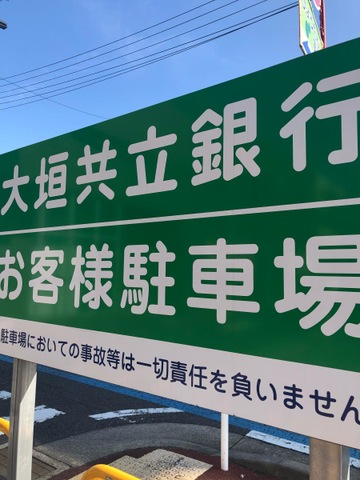 大垣共立銀行
お客様駐車場
駐車場においての事故等は一切責任を負いません